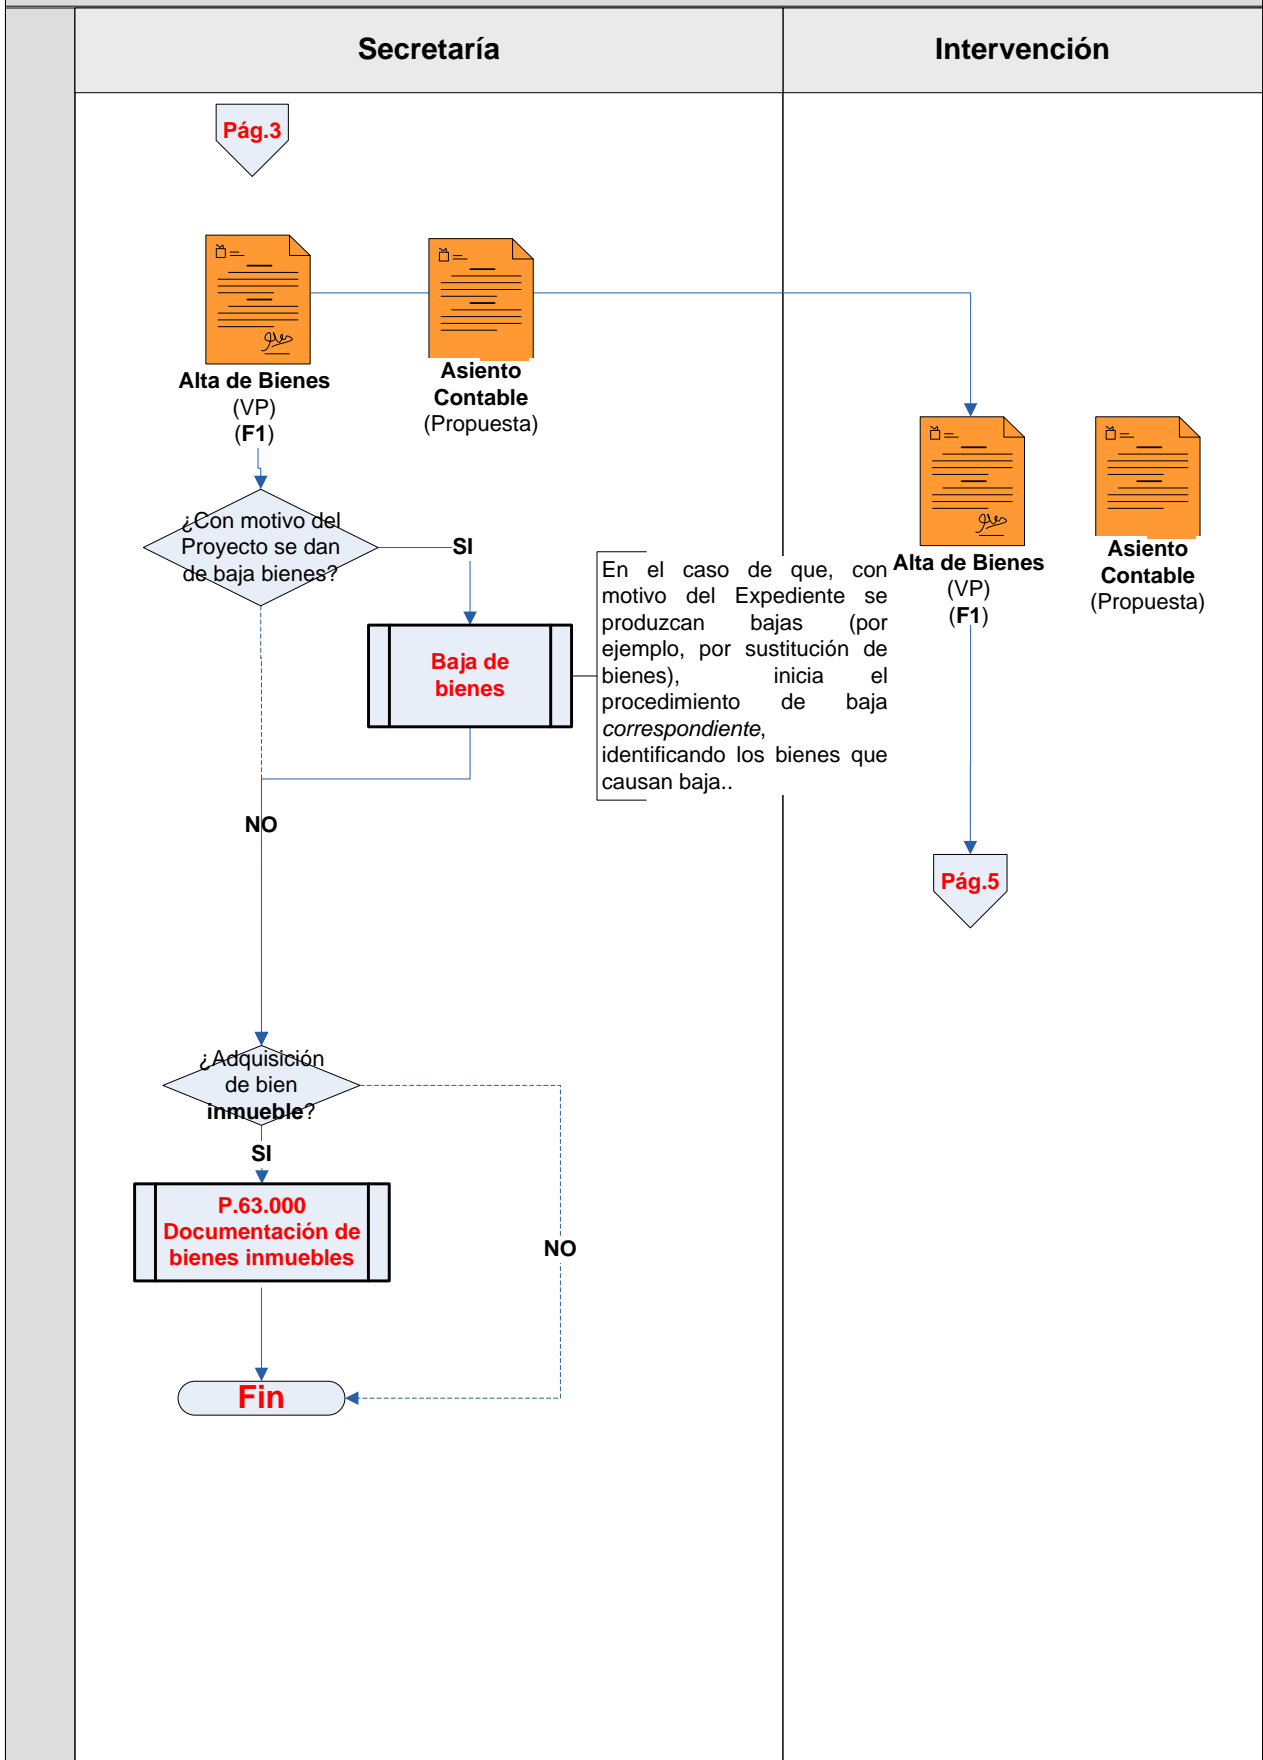 Secretaría
Intervención
Pág.3
Alta de Bienes
(VP)
(F1)
Asiento
Contable
(Propuesta)
¿Con motivo del
Proyecto se dan
de baja bienes?
SI
Baja de
bienes
En el caso de que, con
motivo del Expediente se
produzcan bajas (por
ejemplo, por sustitución de
bienes), inicia el
procedimiento de baja
correspondiente,
identificando los bienes que
causan baja..
Alta de Bienes
(VP)
(F1)
Asiento
Contable
(Propuesta)
NO
Pág.5
¿Adquisición
de bien
inmueble?
SI
P.63.000
Documentación de
bienes inmuebles
NO
Fin